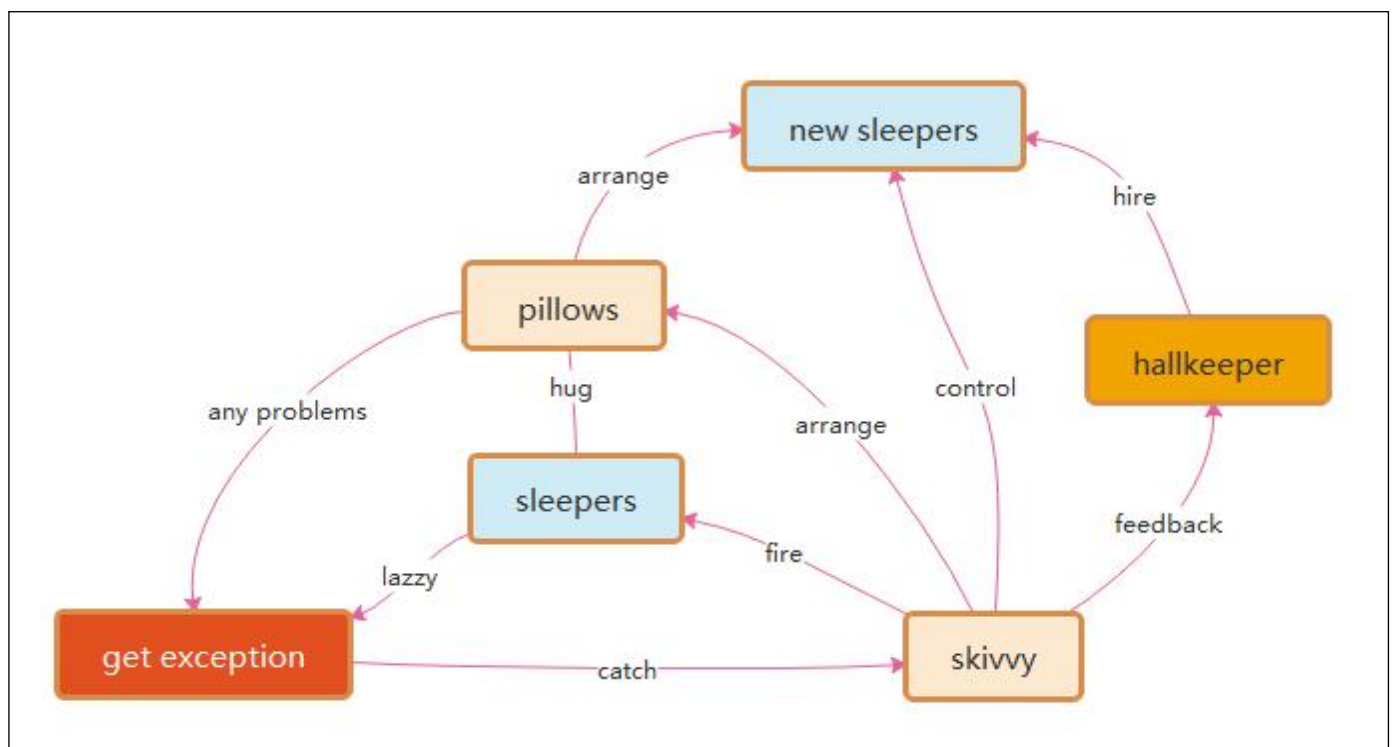 new sleepers
arrange
hire
pillows
hallkeeper
hug
control
any problems
arrange
sleepers
feedback
fire
lazzy
get exception
catch
skivvy